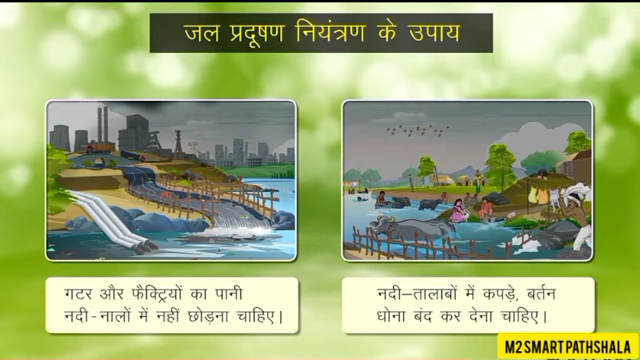 जल प्रदूषण नियंत्रण के उपाय
गटर और फैक्ट्रियों का पानी
नदी-नालों में नहीं छोड़ना चाहिए।
नदी–तालाबों में कपड़े, बर्तन
धोना बंद कर देना चाहिए।
M2 SMART PATHSHALA